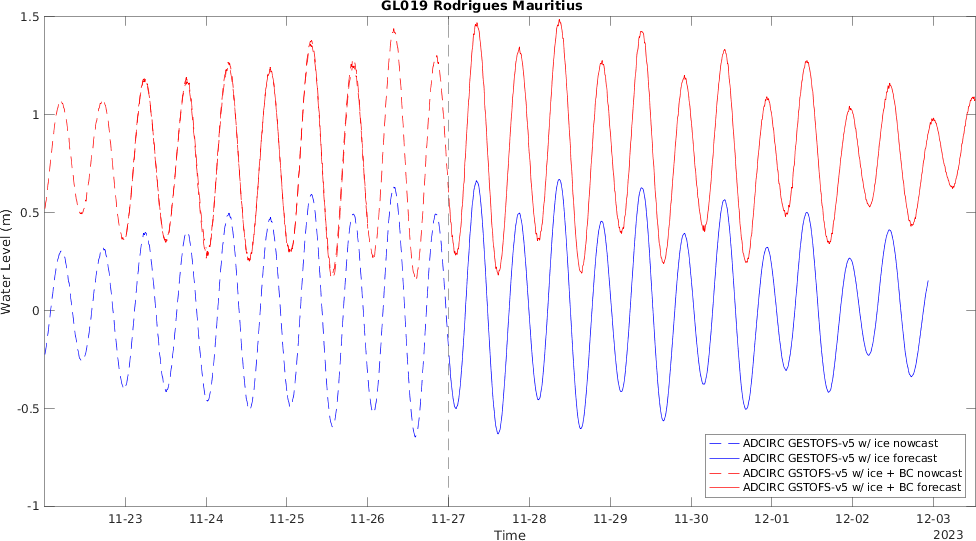 GL019 Rodrigues Mauritius
1.5
1
0.5
0
-0.5
-1
Water Level (m)
ADCIRC GESTOFS-v5 w/ ice nowcast
ADCIRC GESTOFS-v5 w/ ice forecast
ADCIRC GSTOFS-v5 w/ ice + BC nowcast
ADCIRC GSTOFS-v5 w/ ice + BC forecast
11-23 11-24 11-25 11-26 11-27 11-28 11-29 11-30 12-01 12-02 12-03
Time
2023